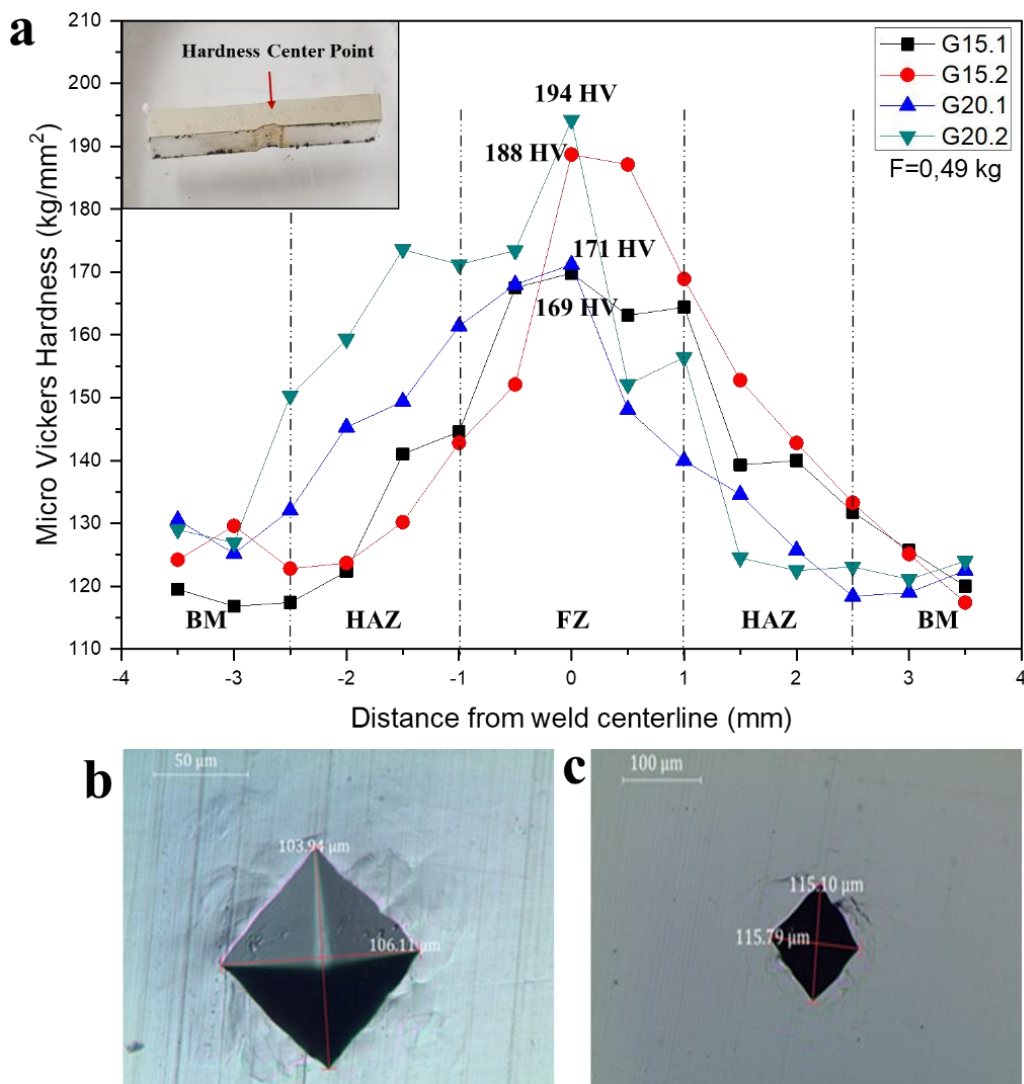 a
Hardness Center Point
G15.1
G15.2
G20.1
G20.2
F=0,49 kg
194 HV
188 HV
171 HV
169 HV
Micro Vickers Hardness (kg/mm²)
210
200
190
180
170
160
150
140
130
120
110
BM
HAZ
FZ
HAZ
BM
-4 -3 -2 -1 0 1 2 3 4
Distance from weld centerline (mm)
b
50 μm
103.94 μm
106.11 μm
c
100 μm
115.10 μm
115.79 μm